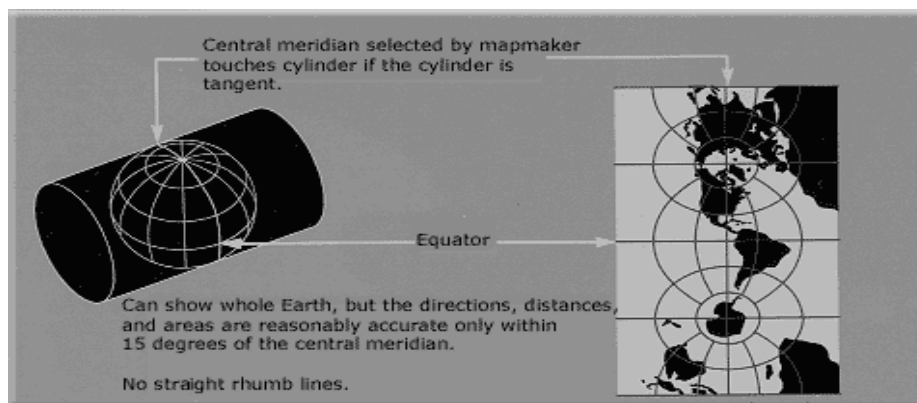 Central meridian selected by mapmaker
touches cylinder if the cylinder is
tangent.
Equator
Can show whole Earth, but the directions, distances,
and areas are reasonably accurate only within
15 degrees of the central meridian.
No straight rhumb lines.